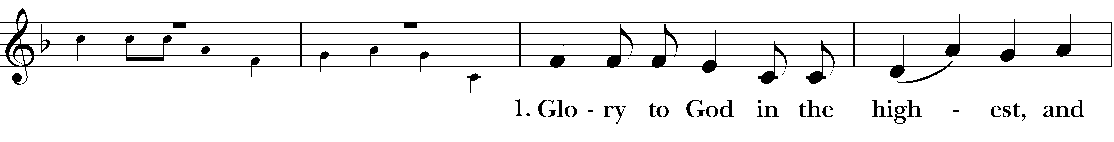 1. Glo - ry to God in the high - est, and